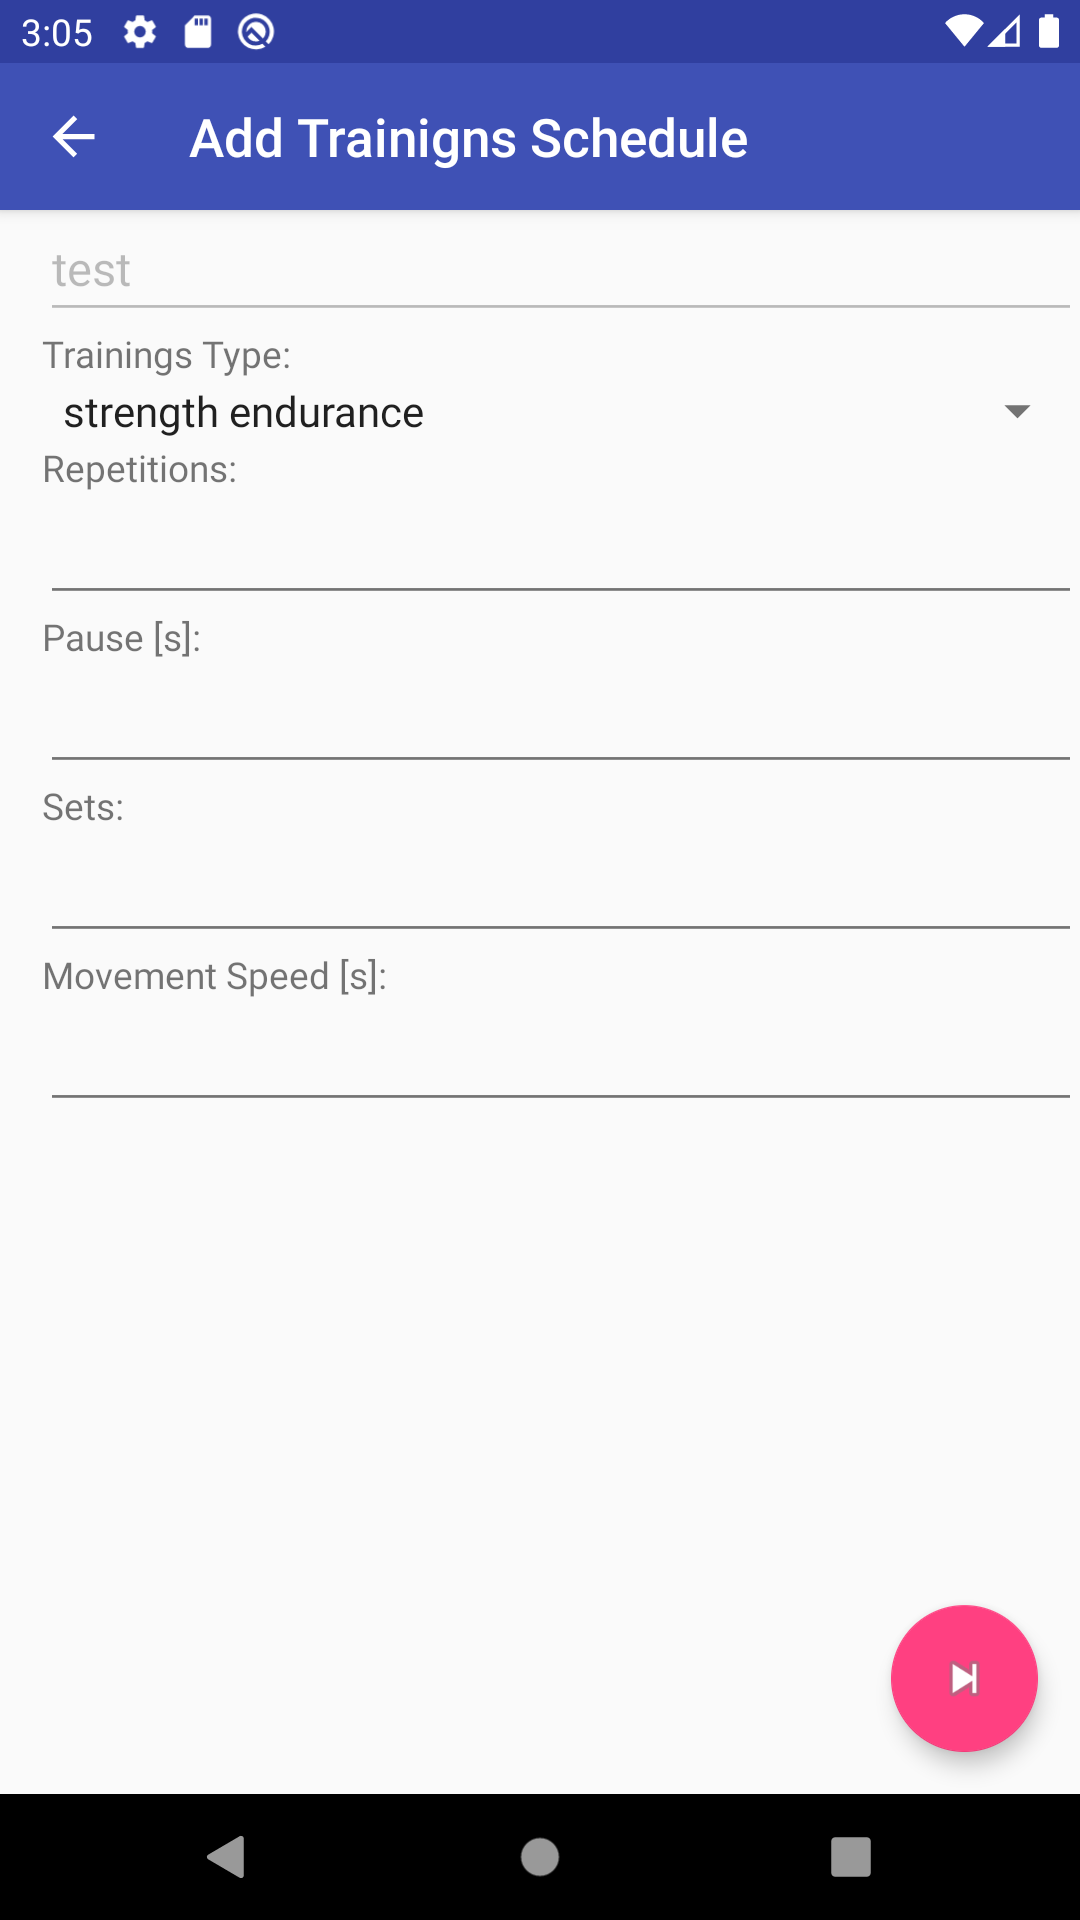 3:05
Add Trainigns Schedule
test
Trainings Type:
strength endurance
Repetitions:
Pause [s]:
Sets:
Movement Speed [s]: